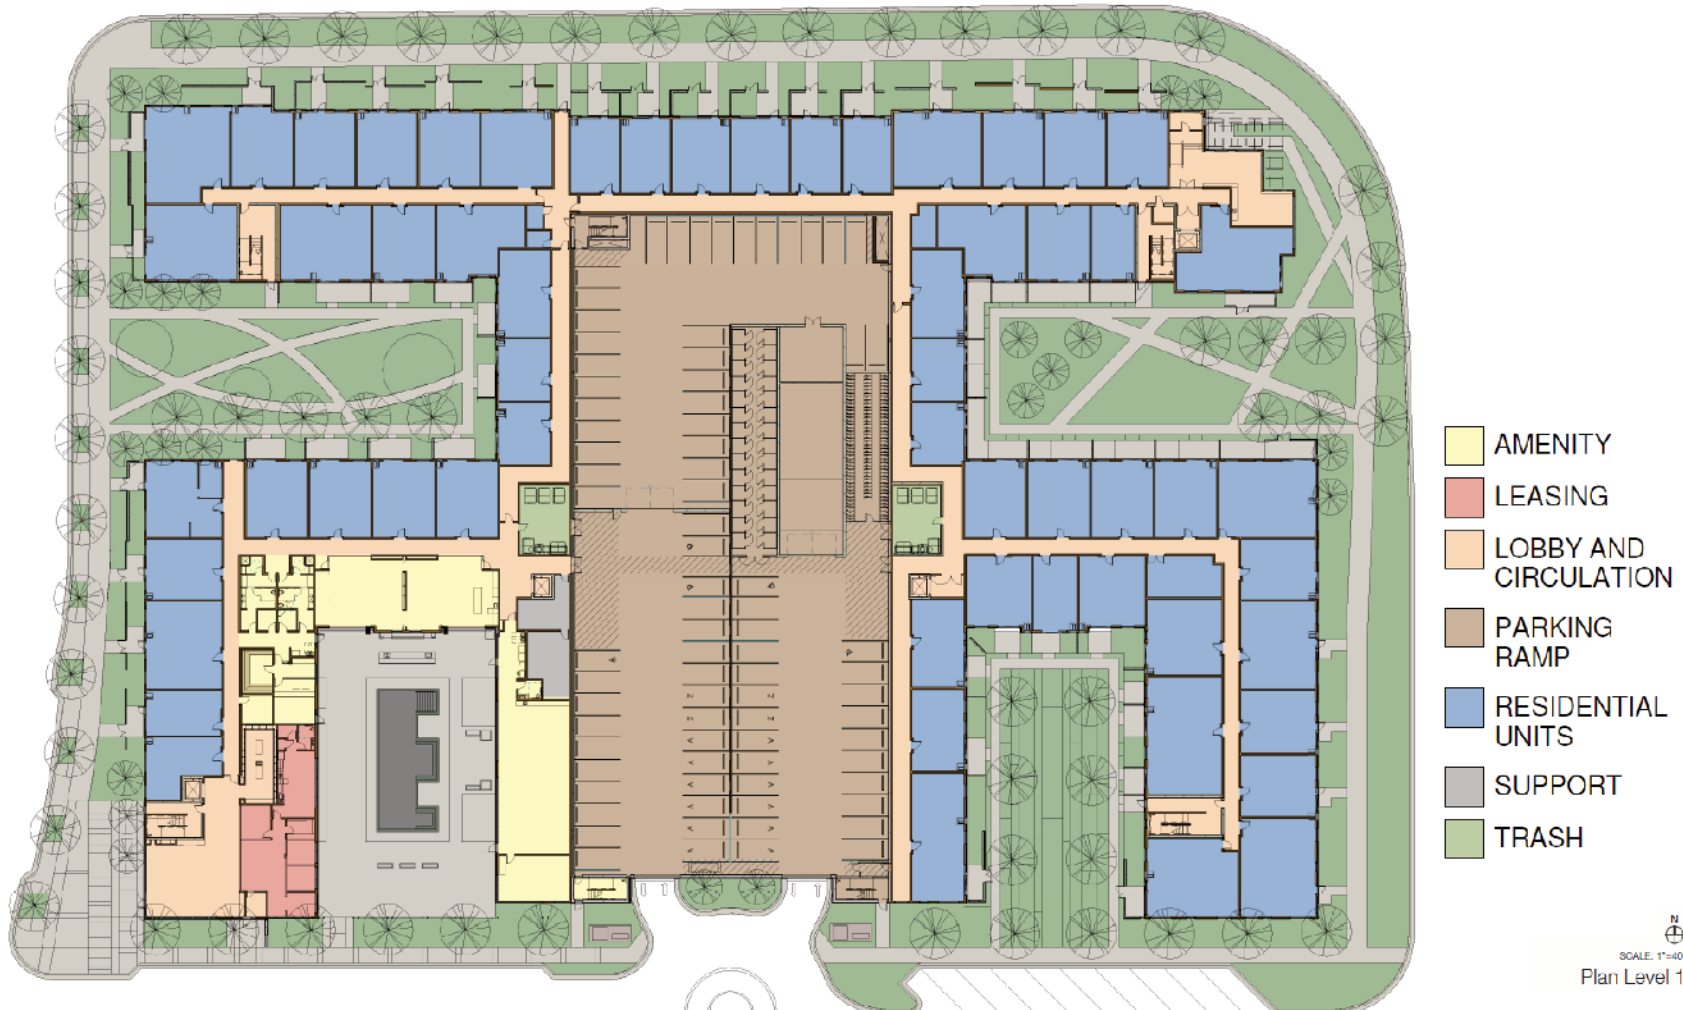 AMENITY
LEASING
LOBBY AND
CIRCULATION
PARKING
RAMP
RESIDENTIAL
UNITS
SUPPORT
TRASH
N
SCALE: 1"=40
Plan Level 1